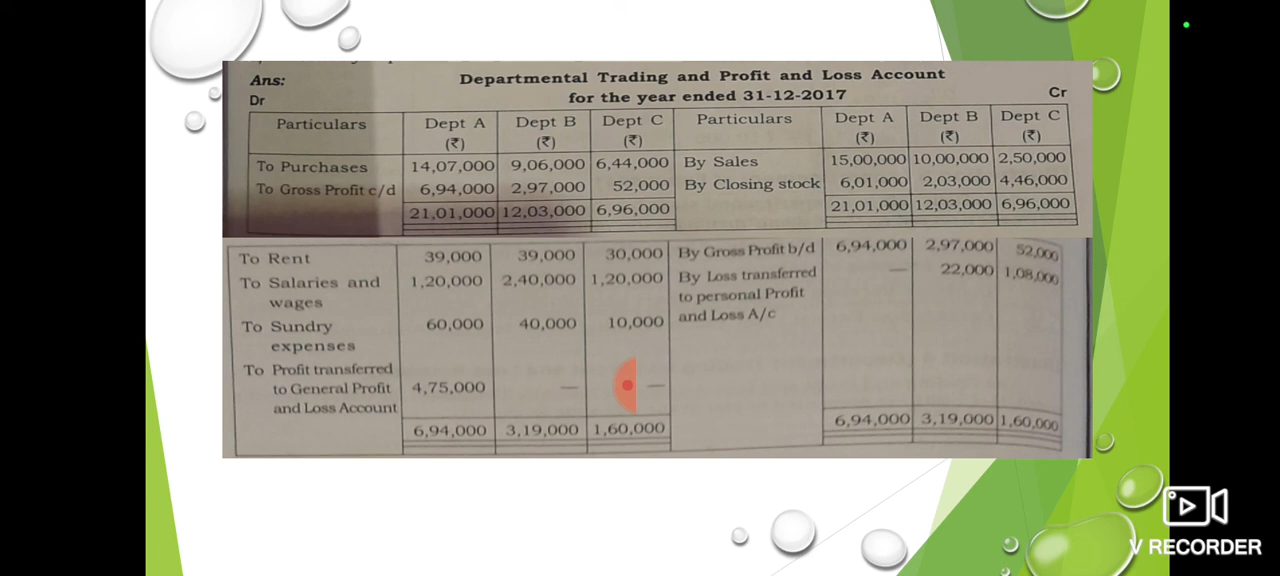 Ans:
Departmental Trading and Profit and Loss Account
Dr
for the year ended 31-12-2017
Cr
Particulars Dept A Dept B Dept C Particulars Dept A Dept B Dept C
(₹) (₹) (₹) (₹) (₹) (₹)
To Purchases 14,07,000 9,06,000 6,44,000 By Sales 15,00,000 10,00,000 2,50,000
To Gross Profit c/d 6,94,000 2,97,000 52,000 By Closing stock 6,01,000 2,03,000 4,46,000
21,01,000 12,03,000 6,96,000 21,01,000 12,03,000 6,96,000
To Rent 39,000 39,000 30,000 By Gross Profit b/d 6,94,000 2,97,000 52,000
To Salaries and 1,20,000 2,40,000 1,20,000 By Loss transferred — 22,000 1,08,000
wages to personal Profit
To Sundry 60,000 40,000 10,000 and Loss A/c
expenses
To Profit transferred
to General Profit 4,75,000 — —
and Loss Account
6,94,000 3,19,000 1,60,000 6,94,000 3,19,000 1,60,000
V RECORDER